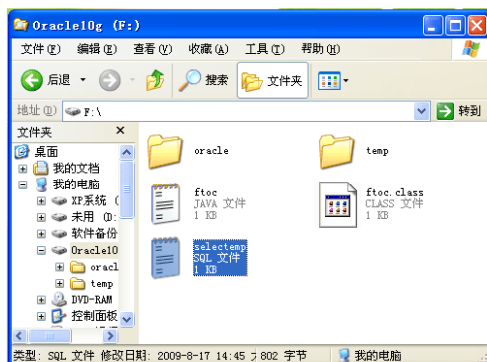 Oracle10g (F:)
文件(F) 编辑(E) 查看(V) 收藏(A) 工具(T) 帮助(H)
后退 搜索 文件夹
地址(D) F:\ 转到
文件夹 ×
桌面
我的文档
我的电脑
XP系统 (
未用 (D:
软件备份
Oracle10
oracl
temp
DVD-RAM
控制面板
oracle
temp
ftoc
JAVA 文件
1 KB
ftoc.class
CLASS 文件
1 KB
selectemp
SQL 文件
1 KB
类型: SQL 文件 修改日期: 2009-8-17 14:45 802 字节 我的电脑